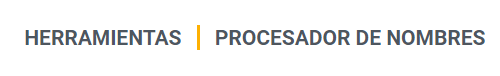 HERRAMIENTAS | PROCESADOR DE NOMBRES